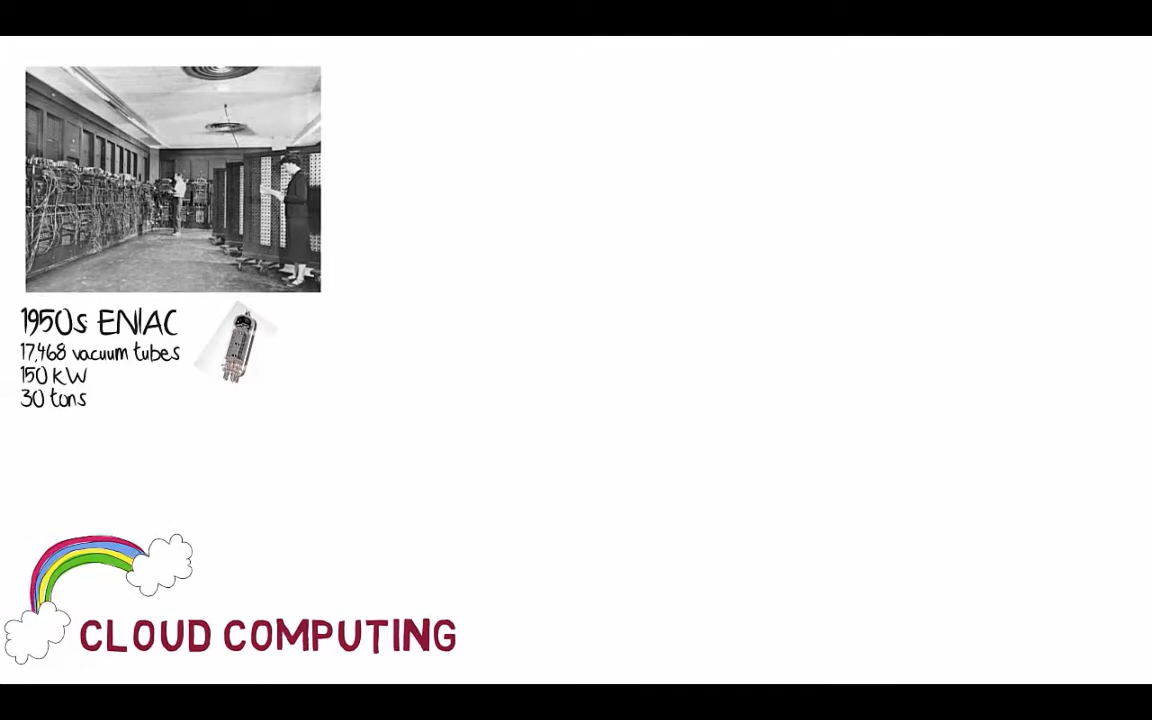 1950s ENIAC
17,468 vacuum tubes
150 KW
30 tons
CLOUD COMPUTING